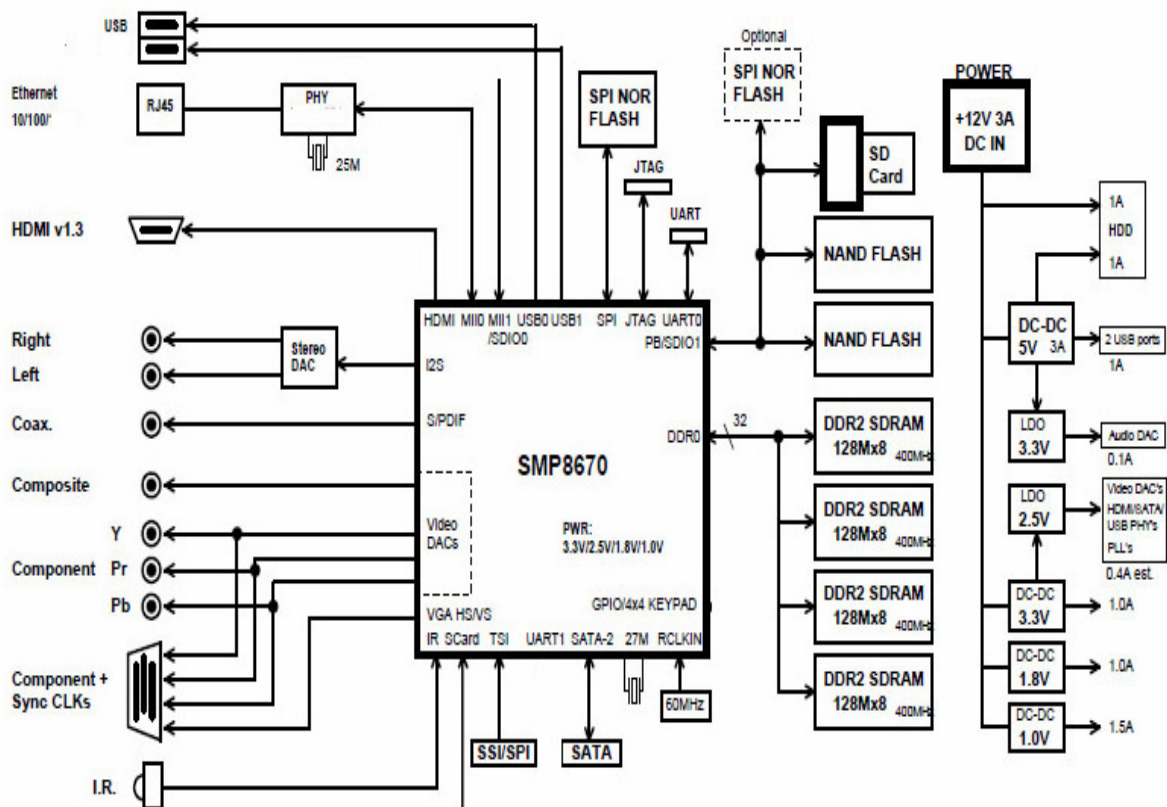 USB
Ethernet
10/100/
RJ45
PHY
25M
HDMI v1.3
Right
Left
Stereo
DAC
Coax.
Composite
Y
Component Pr
Pb
Component +
Sync CLKs
I.R.
SPI NOR
FLASH
JTAG
UART
Optional
SPI NOR
FLASH
SD
Card
NAND FLASH
NAND FLASH
HDMI MII0 MII1 USB0 USB1 SPI JTAG UART0
/SDIO0
PB/SDIO1
I2S
S/PDIF
DDR0
32
SMP8670
Video
DACs
PWR:
3.3V/2.5V/1.8V/1.0V
GPIO/4x4 KEYPAD
VGA HS/VS
IR SCard TSI UART1 SATA-2 27M RCLKIN
60MHz
SSI/SPI
SATA
DDR2 SDRAM
128Mx8 400MHz
DDR2 SDRAM
128Mx8 400MHz
DDR2 SDRAM
128Mx8 400MHz
DDR2 SDRAM
128Mx8 400MHz
POWER
+12V 3A
DC IN
1A
HDD
1A
DC-DC
5V 3A
2 USB ports
1A
LDO
3.3V
Audio DAC
0.1A
LDO
2.5V
Video DAC's
HDMI/SATA/
USB PHY's
PLL's
0.4A est.
DC-DC
3.3V
1.0A
DC-DC
1.8V
1.0A
DC-DC
1.0V
1.5A